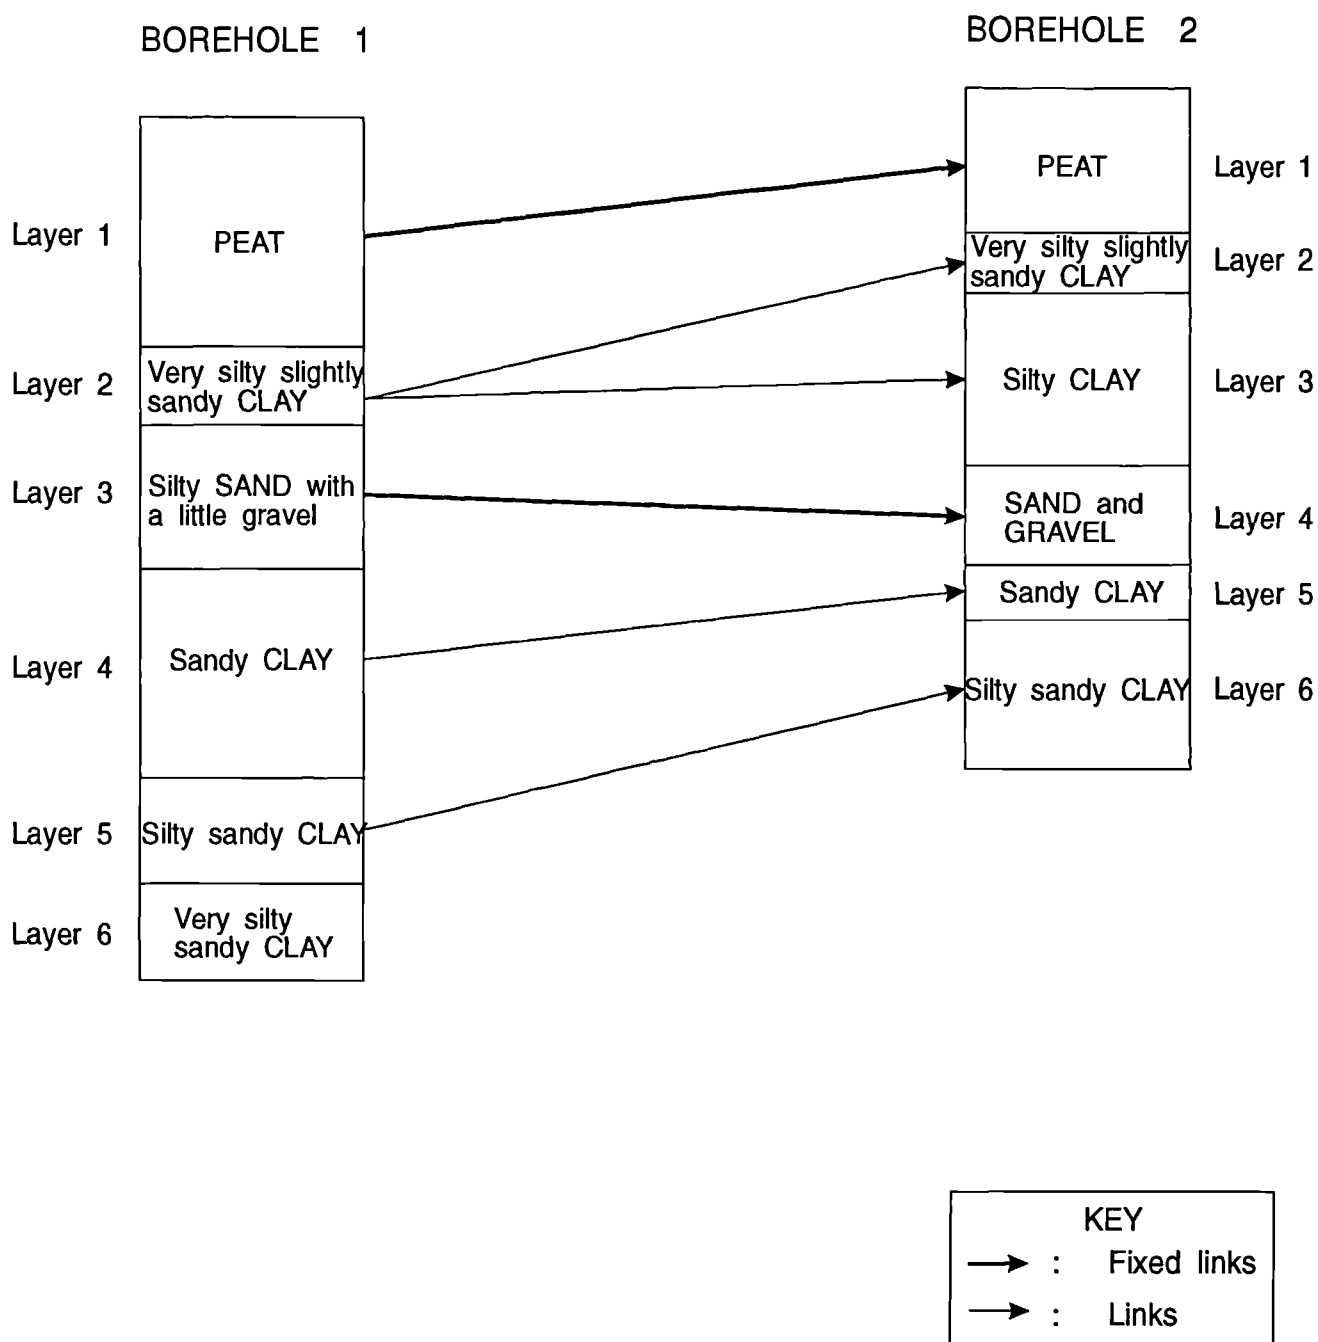 BOREHOLE 1
Layer 1
PEAT
Layer 2
Very silty slightly
sandy CLAY
Layer 3
Silty SAND with
a little gravel
Layer 4
Sandy CLAY
Layer 5
Silty sandy CLAY
Layer 6
Very silty
sandy CLAY
BOREHOLE 2
PEAT
Layer 1
Very silty slightly
sandy CLAY
Layer 2
Silty CLAY
Layer 3
SAND and
GRAVEL
Layer 4
Sandy CLAY
Layer 5
Silty sandy CLAY
Layer 6
KEY
: Fixed links
: Links